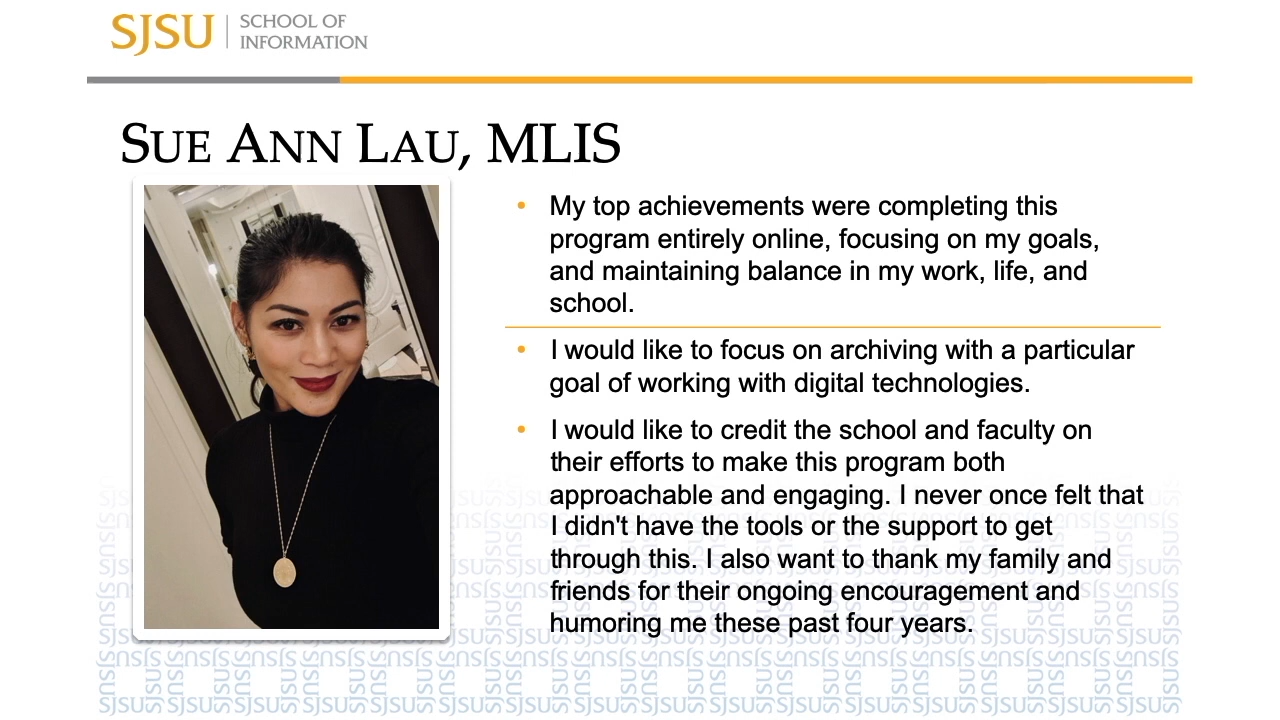 SJSU SCHOOL OF
INFORMATION
SUE ANN LAU, MLIS
• My top achievements were completing this
program entirely online, focusing on my goals,
and maintaining balance in my work, life, and
school.
• I would like to focus on archiving with a particular
goal of working with digital technologies.
• I would like to credit the school and faculty on
their efforts to make this program both
approachable and engaging. I never once felt that
I didn't have the tools or the support to get
through this. I also want to thank my family and
friends for their ongoing encouragement and
humoring me these past four years.